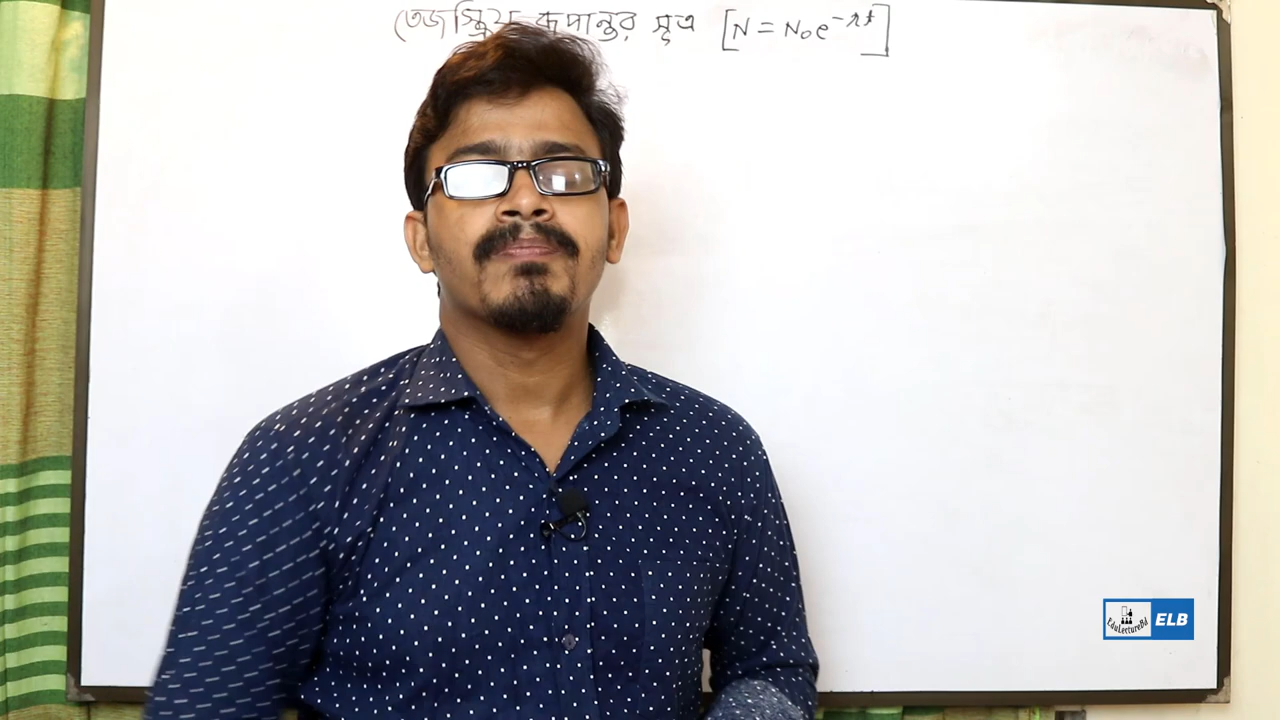 তেজস্ক্রিয় রূপান্তর সূত্র [N = N₀e^-λt]
EduLectureBd ELB